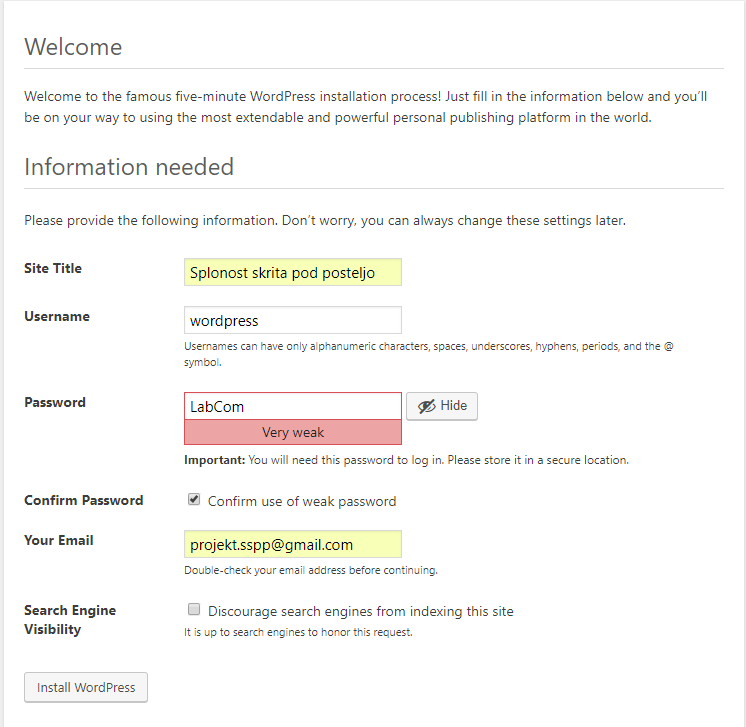 Welcome
Welcome to the famous five-minute WordPress installation process! Just fill in the information below and you’ll
be on your way to using the most extendable and powerful personal publishing platform in the world.
Information needed
Please provide the following information. Don’t worry, you can always change these settings later.
Site Title
Splonost skrita pod posteljo
Username
wordpress
Usernames can have only alphanumeric characters, spaces, underscores, hyphens, periods, and the @
symbol.
Password
LabCom
Hide
Very weak
Important: You will need this password to log in. Please store it in a secure location.
Confirm Password
Confirm use of weak password
Your Email
projekt.sspp@gmail.com
Double-check your email address before continuing.
Search Engine
Visibility
Discourage search engines from indexing this site
It is up to search engines to honor this request.
Install WordPress